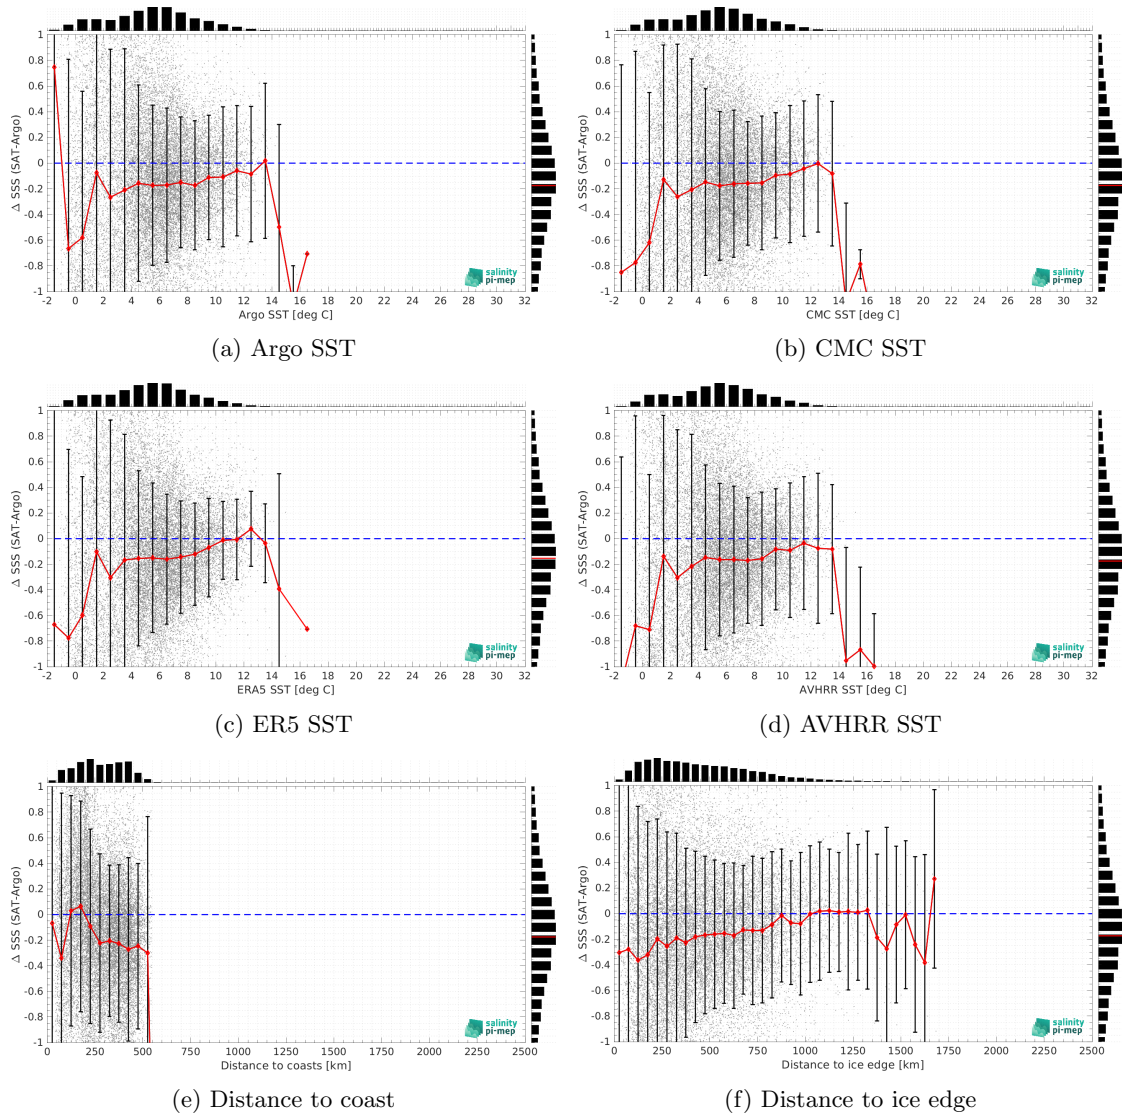 1
0.8
0.6
0.4
0.2
0
-0.2
-0.4
-0.6
-0.8
-1
Δ SSS (SAT-Argo)
salinity
pi-mep
-2 0 2 4 6 8 10 12 14 16 18 20 22 24 26 28 30 32
Argo SST [deg C]
(a) Argo SST
1
0.8
0.6
0.4
0.2
0
-0.2
-0.4
-0.6
-0.8
-1
Δ SSS (SAT-Argo)
salinity
pi-mep
-2 0 2 4 6 8 10 12 14 16 18 20 22 24 26 28 30 32
CMC SST [deg C]
(b) CMC SST
1
0.8
0.6
0.4
0.2
0
-0.2
-0.4
-0.6
-0.8
-1
Δ SSS (SAT-Argo)
salinity
pi-mep
-2 0 2 4 6 8 10 12 14 16 18 20 22 24 26 28 30 32
ERA5 SST [deg C]
(c) ER5 SST
1
0.8
0.6
0.4
0.2
0
-0.2
-0.4
-0.6
-0.8
-1
Δ SSS (SAT-Argo)
salinity
pi-mep
-2 0 2 4 6 8 10 12 14 16 18 20 22 24 26 28 30 32
AVHRR SST [deg C]
(d) AVHRR SST
1
0.8
0.6
0.4
0.2
0
-0.2
-0.4
-0.6
-0.8
-1
Δ SSS (SAT-Argo)
salinity
pi-mep
0 250 500 750 1000 1250 1500 1750 2000 2250 2500
Distance to coasts [km]
(e) Distance to coast
1
0.8
0.6
0.4
0.2
0
-0.2
-0.4
-0.6
-0.8
-1
Δ SSS (SAT-Argo)
salinity
pi-mep
0 250 500 750 1000 1250 1500 1750 2000 2250 2500
Distance to ice edge [km]
(f) Distance to ice edge